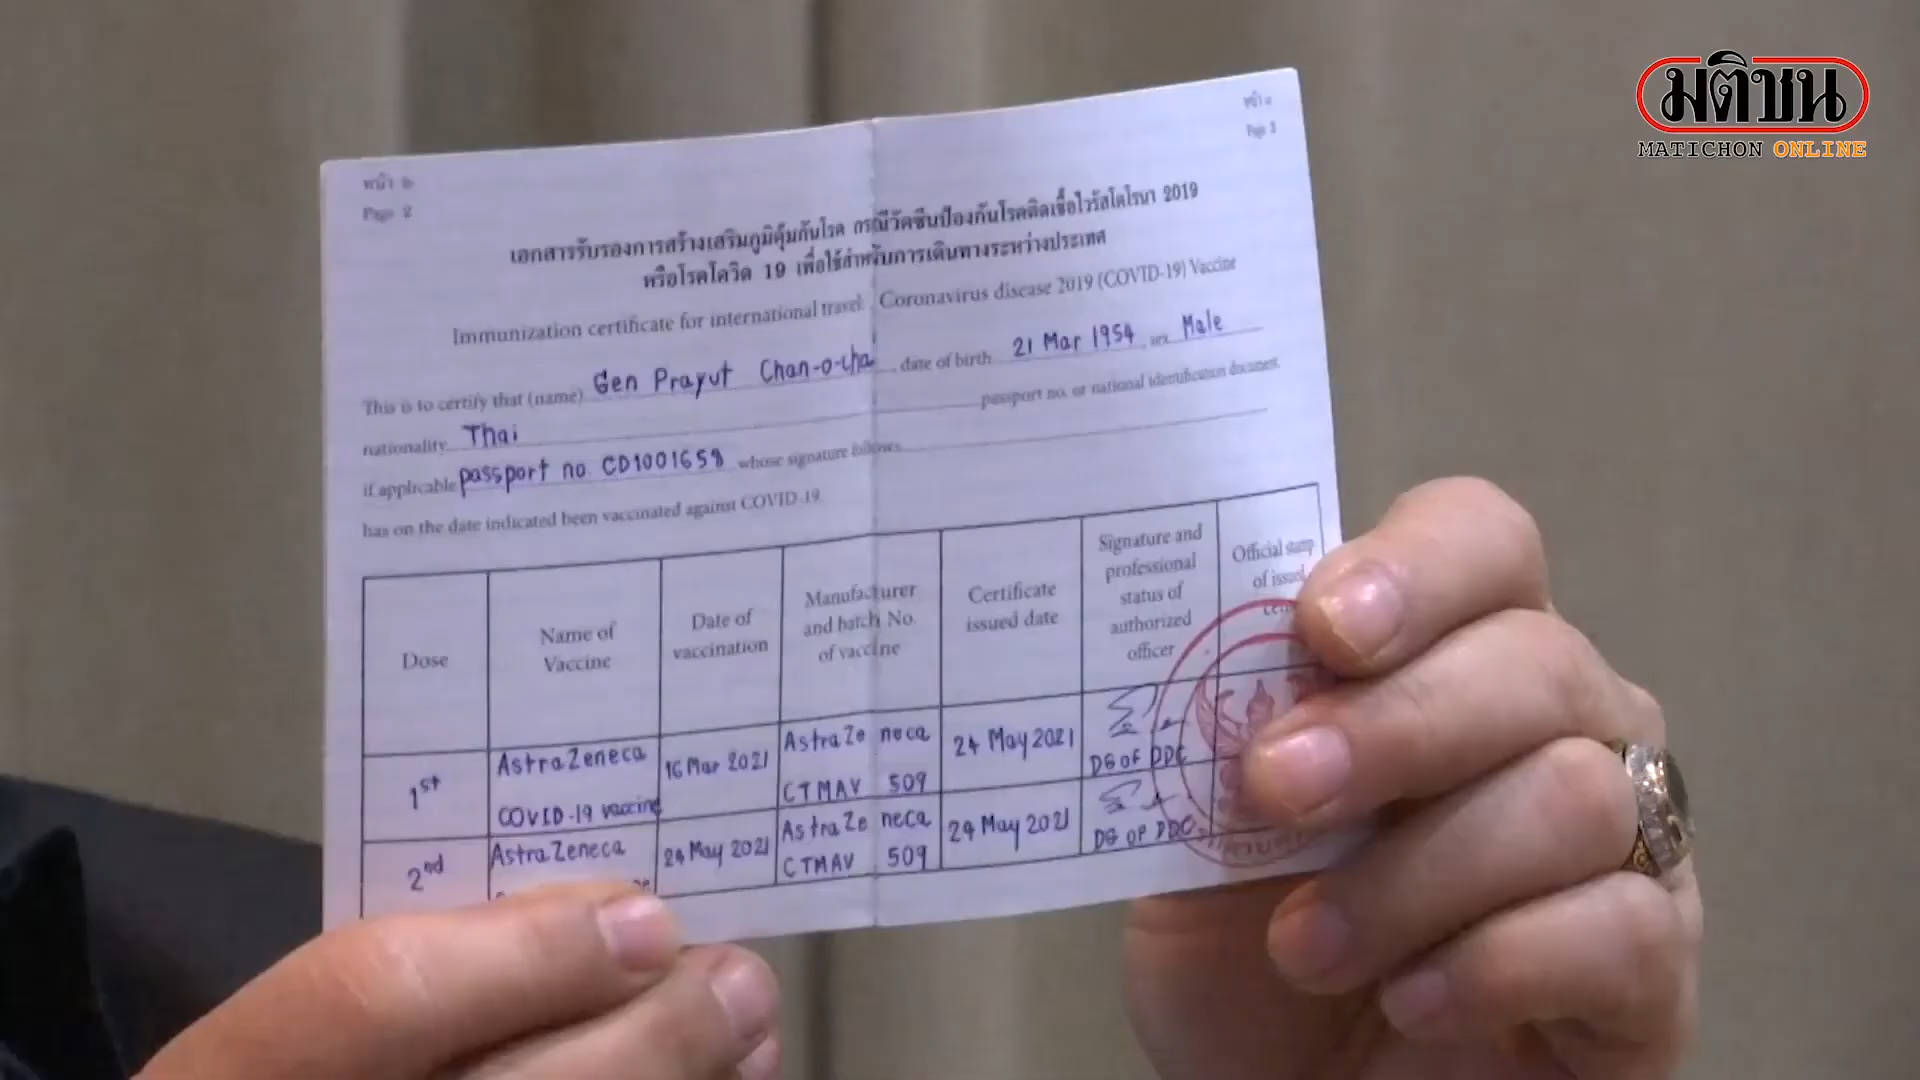 มติชน
MATICHON ONLINE
หน้า ๒
Page 2
หน้า ๓
Page 3
เอกสารรับรองการสร้างเสริมภูมิคุ้มกันโรค กรณีวัคซีนป้องกันโรคติดเชื้อไวรัสโคโรนา 2019
หรือโรคโควิด 19 เพื่อใช้สำหรับการเดินทางระหว่างประเทศ
Immunization certificate for international travel : Coronavirus disease 2019 (COVID-19) Vaccine
This is to certify that (name) Gen Prayut Chan-o-cha date of birth 21 Mar 1954 sex Male
nationality Thai passport no. or national identification document
if applicable passport no. CD1001658 whose signature follows
has on the date indicated been vaccinated against COVID-19.
Dose
Name of
Vaccine
Date of
vaccination
Manufacturer
and batch No.
of vaccine
Certificate
issued date
Signature and
professional
status of
authorized
officer
Official stamp
of issued
1st
AstraZeneca
COVID-19 vaccine
16 Mar 2021
AstraZeneca
CTMAV 509
24 May 2021
DG OF DDC
2nd
AstraZeneca
24 May 2021
AstraZeneca
CTMAV 509
24 May 2021
DG OF DDC